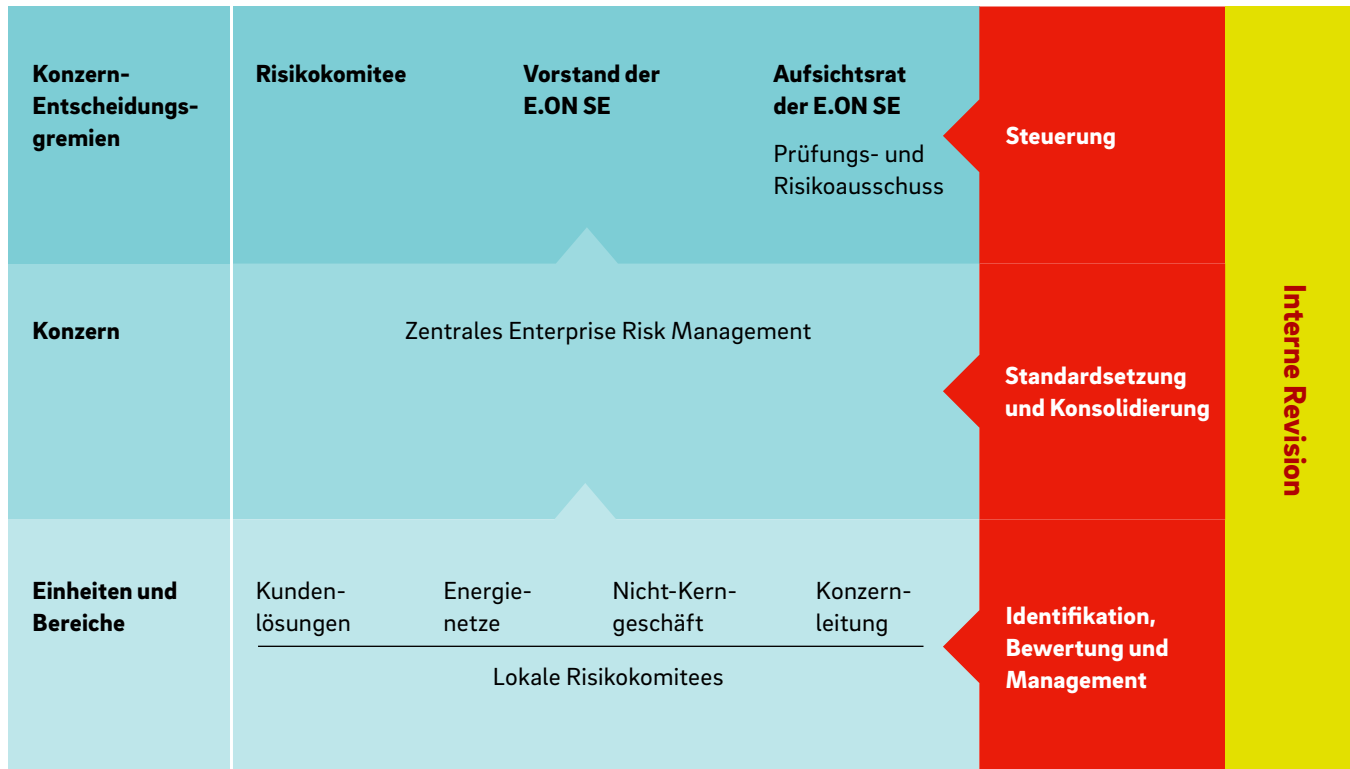 Konzern-
Entscheidungs-
gremien
Risikokomitee
Vorstand der
E.ON SE
Aufsichtsrat
der E.ON SE
Prüfungs- und
Risikoausschuss
Steuerung
Konzern
Zentrales Enterprise Risk Management
Standardsetzung
und Konsolidierung
Einheiten und
Bereiche
Kunden-
lösungen
Energie-
netze
Nicht-Kern-
geschäft
Konzern-
leitung
Lokale Risikokomitees
Identifikation,
Bewertung und
Management
Interne Revision